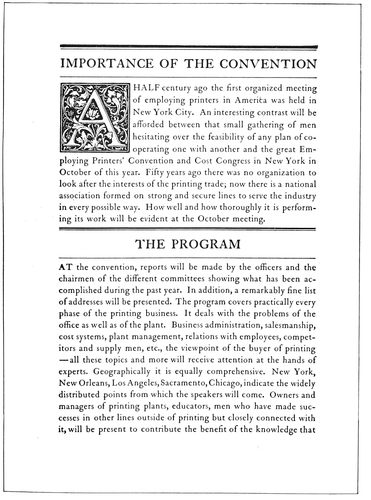 IMPORTANCE OF THE CONVENTION
A HALF century ago the first organized meeting
of employing printers in America was held in
New York City. An interesting contrast will be
afforded between that small gathering of men
hesitating over the feasibility of any plan of co-
operating one with another and the great Em-
ploying Printers' Convention and Cost Congress in New York in
October of this year. Fifty years ago there was no organization to
look after the interests of the printing trade; now there is a national
association formed on strong and secure lines to serve the industry
in every possible way. How well and how thoroughly it is perform-
ing its work will be evident at the October meeting.
THE PROGRAM
AT the convention, reports will be made by the officers and the
chairmen of the different committees showing what has been ac-
complished during the past year. In addition, a remarkably fine list
of addresses will be presented. The program covers practically every
phase of the printing business. It deals with the problems of the
office as well as of the plant. Business administration, salesmanship,
cost systems, plant management, relations with employees, compet-
itors and supply men, etc., the viewpoint of the buyer of printing
—all these topics and more will receive attention at the hands of
experts. Geographically it is equally comprehensive. New York,
New Orleans, Los Angeles, Sacramento, Chicago, indicate the widely
distributed points from which the speakers will come. Owners and
managers of printing plants, educators, men who have made suc-
cesses in other lines outside of printing but closely connected with
it, will be present to contribute the benefit of the knowledge that